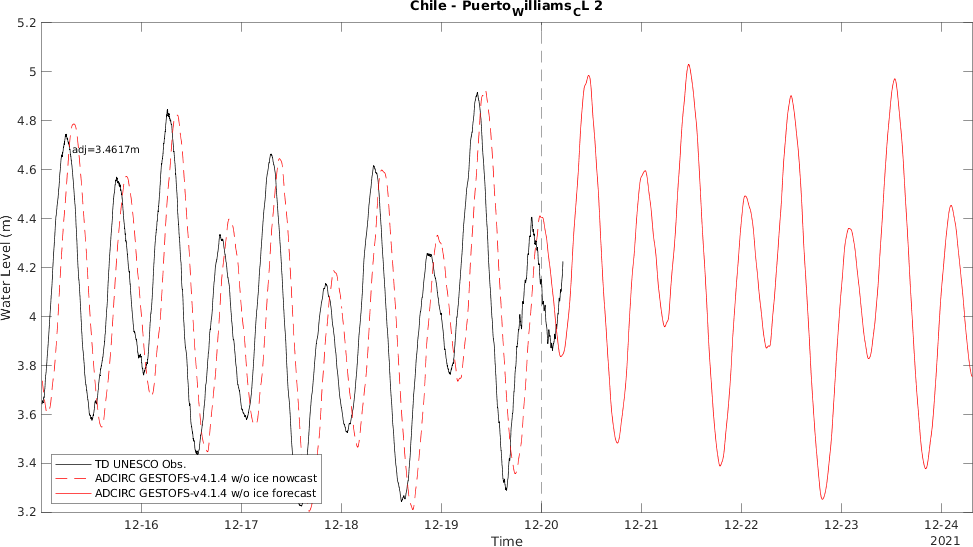 Chile - PuertoWilliamsCL 2
5.2
5
4.8
4.6
4.4
4.2
4
3.8
3.6
3.4
3.2
Water Level (m)
adj=3.4617m
TD UNESCO Obs.
ADCIRC GESTOFS-v4.1.4 w/o ice nowcast
ADCIRC GESTOFS-v4.1.4 w/o ice forecast
12-16 12-17 12-18 12-19 12-20 12-21 12-22 12-23 12-24
Time
2021